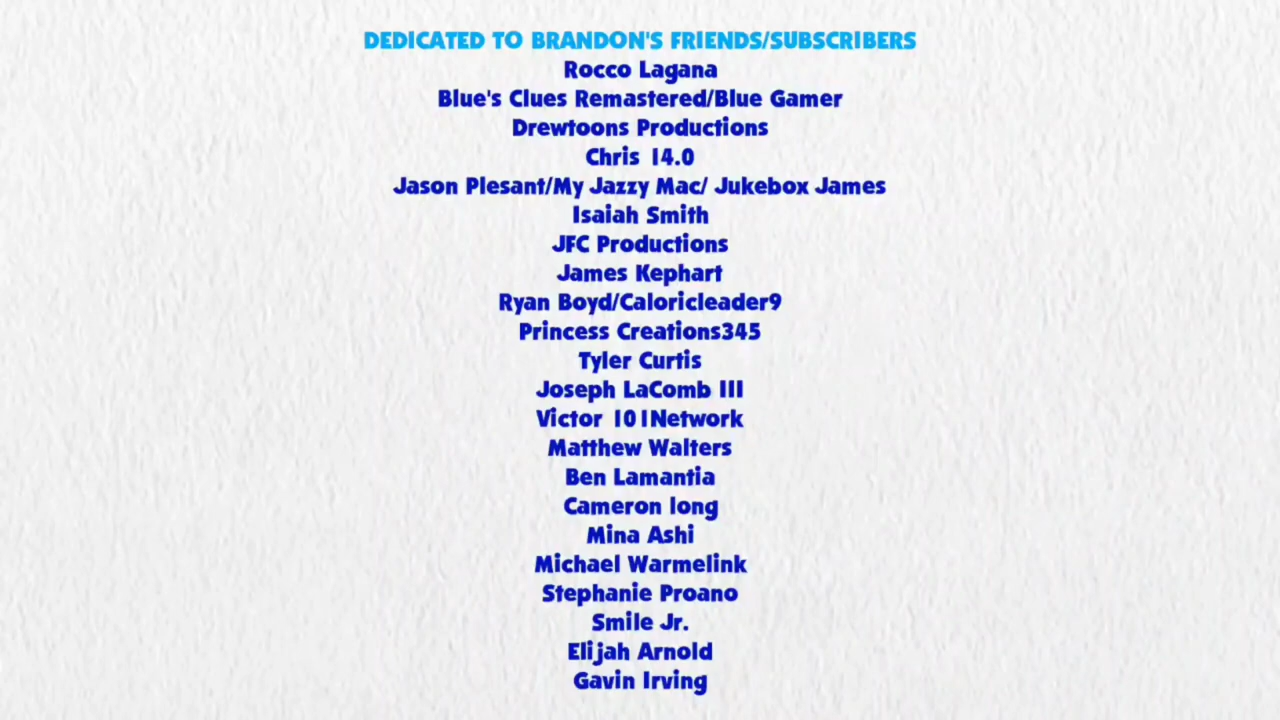 DEDICATED TO BRANDON'S FRIENDS/SUBSCRIBERS
Rocco Lagana
Blue's Clues Remastered/Blue Gamer
Drewtoons Productions
Chris 14.0
Jason Plesant/My Jazzy Mac/ Jukebox James
Isaiah Smith
JFC Productions
James Kephart
Ryan Boyd/Caloricleader9
Princess Creations345
Tyler Curtis
Joseph LaComb III
Victor 101Network
Matthew Walters
Ben Lamantia
Cameron long
Mina Ashi
Michael Warmelink
Stephanie Proano
Smile Jr.
Elijah Arnold
Gavin Irving